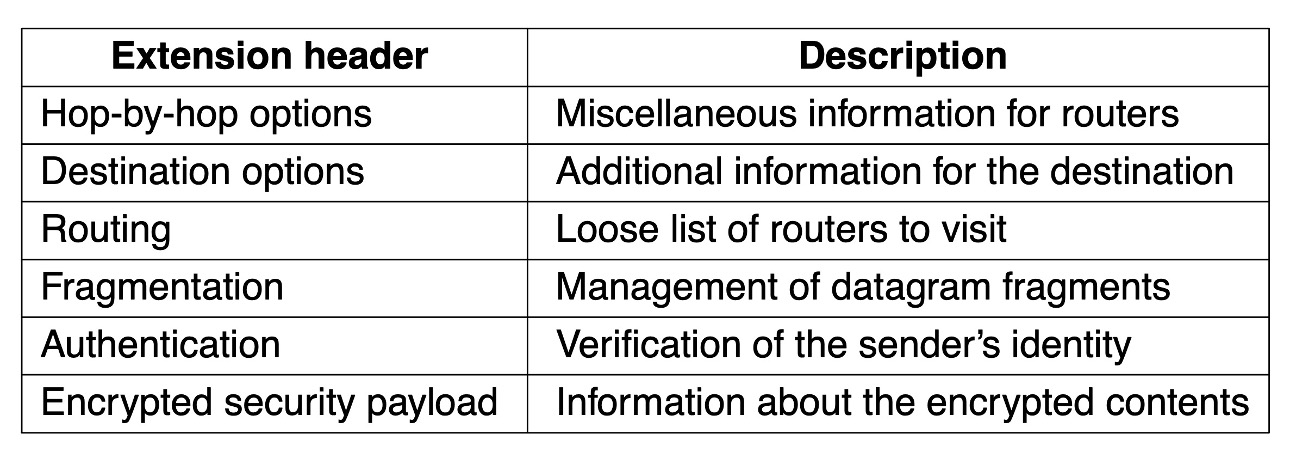 Extension header Description
Hop-by-hop options Miscellaneous information for routers
Destination options Additional information for the destination
Routing Loose list of routers to visit
Fragmentation Management of datagram fragments
Authentication Verification of the sender’s identity
Encrypted security payload Information about the encrypted contents